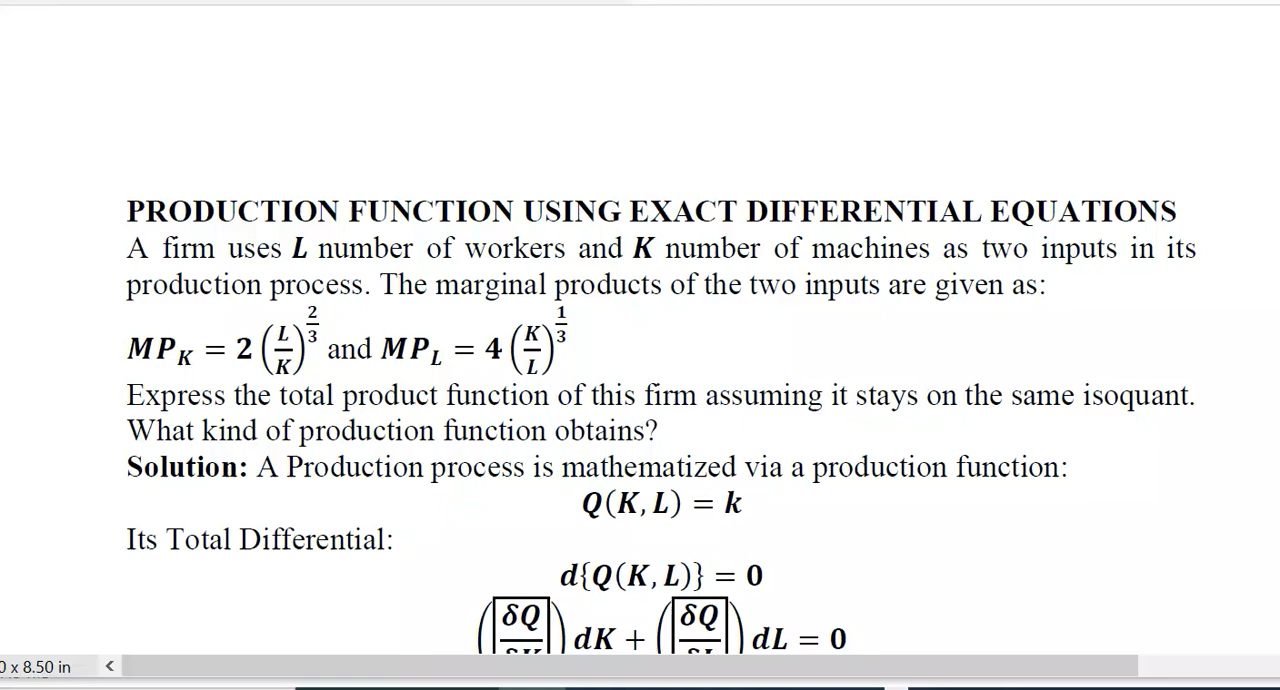 PRODUCTION FUNCTION USING EXACT DIFFERENTIAL EQUATIONS
A firm uses L number of workers and K number of machines as two inputs in its
production process. The marginal products of the two inputs are given as:
MP_K = 2 (L/K)^(2/3) and MP_L = 4 (K/L)^(1/3)
Express the total product function of this firm assuming it stays on the same isoquant.
What kind of production function obtains?
Solution: A Production process is mathematized via a production function:
Q(K, L) = k
Its Total Differential:
d{Q(K, L)} = 0
(δQ/) dK + (δQ/) dL = 0
x 8.50 in <